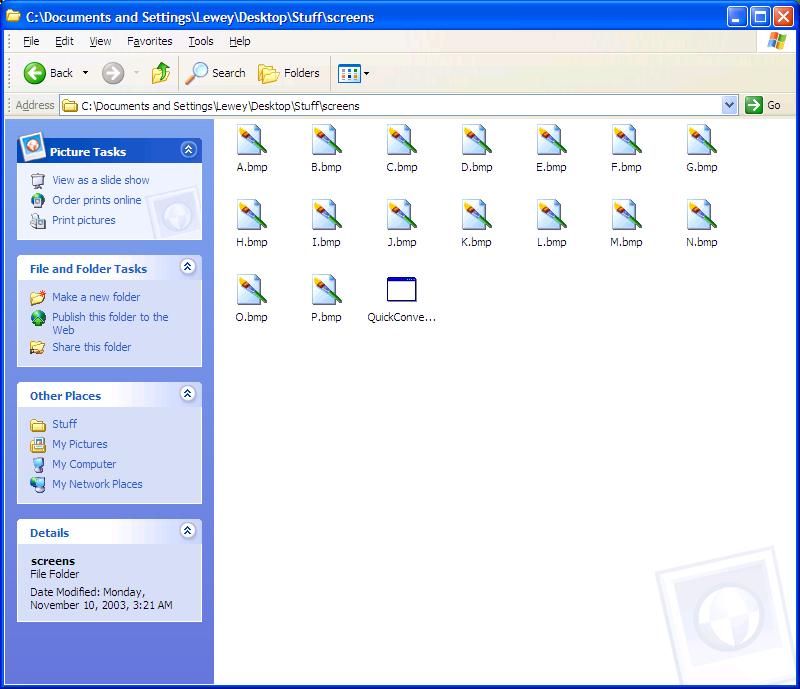 C:\Documents and Settings\Lewey\Desktop\Stuff\screens
File Edit View Favorites Tools Help
Back Search Folders
Address C:\Documents and Settings\Lewey\Desktop\Stuff\screens Go
Picture Tasks
View as a slide show
Order prints online
Print pictures
File and Folder Tasks
Make a new folder
Publish this folder to the
Web
Share this folder
Other Places
Stuff
My Pictures
My Computer
My Network Places
Details
screens
File Folder
Date Modified: Monday,
November 10, 2003, 3:21 AM
A.bmp B.bmp C.bmp D.bmp E.bmp F.bmp G.bmp
H.bmp I.bmp J.bmp K.bmp L.bmp M.bmp N.bmp
O.bmp P.bmp QuickConve...